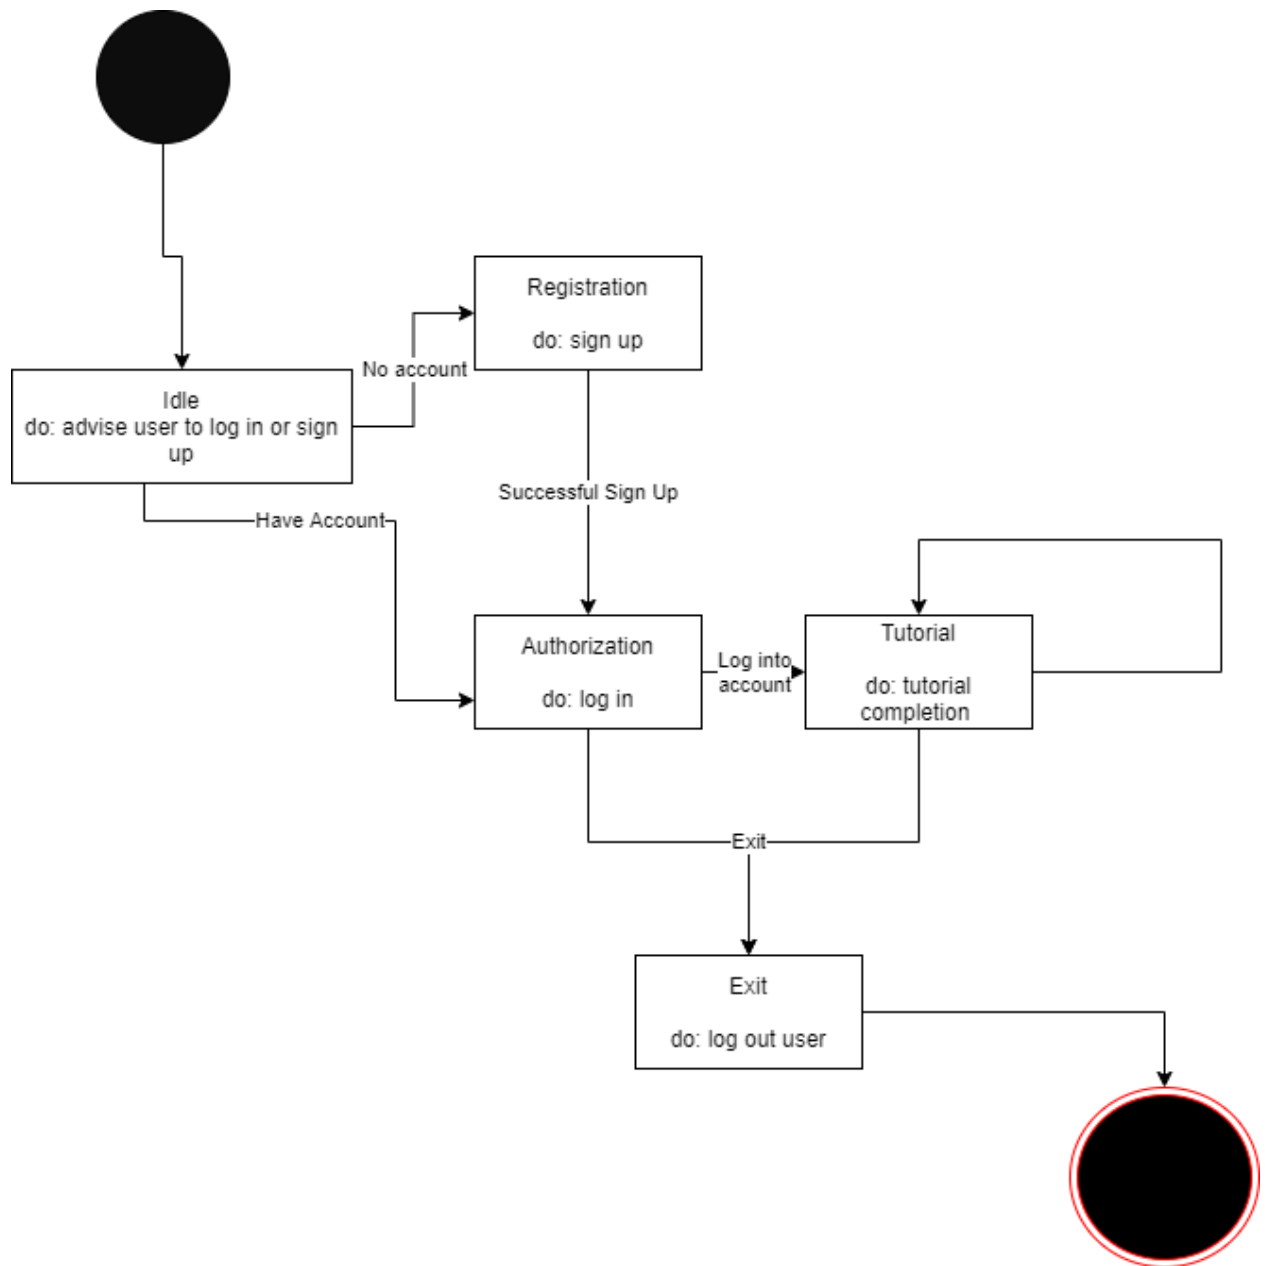 Registration
do: sign up
No account
Idle
do: advise user to log in or sign
up
Successful Sign Up
Have Account
Authorization
do: log in
Log into
account
Tutorial
do: tutorial
completion
Exit
Exit
do: log out user